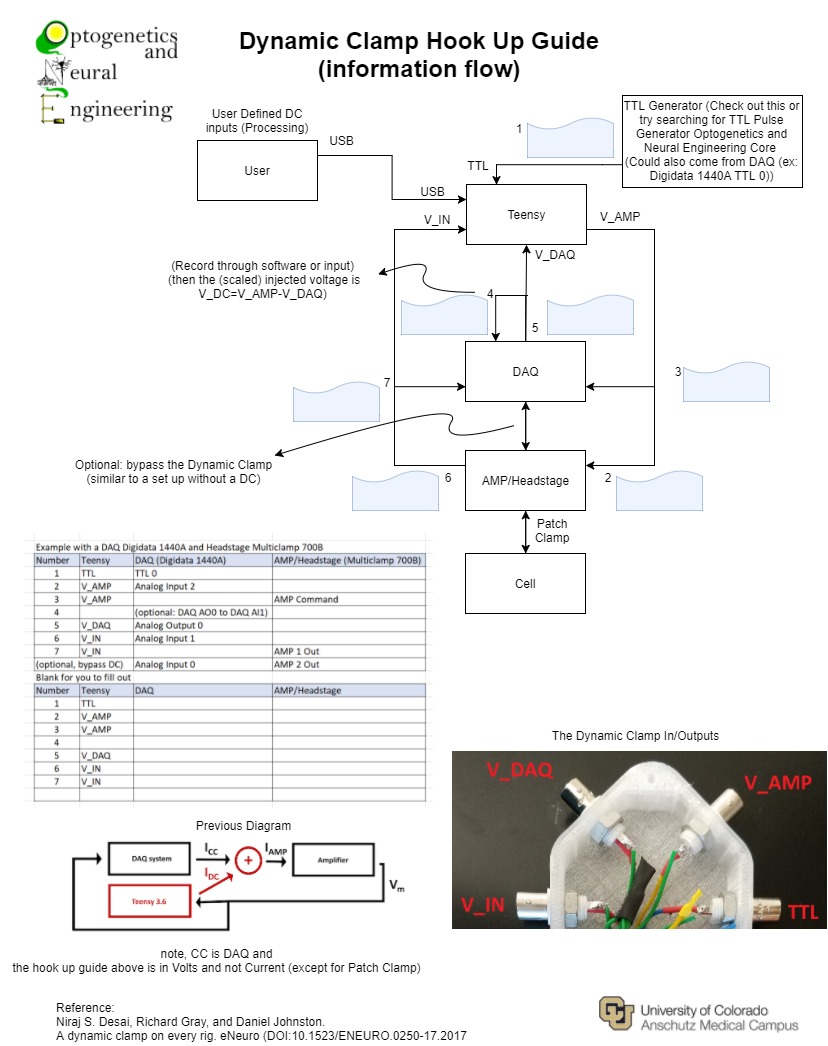 Optogenetics
and
Neural
Engineering
Dynamic Clamp Hook Up Guide
(information flow)
User Defined DC
inputs (Processing)
User
USB
USB
TTL Generator (Check out this or
try searching for TTL Pulse
Generator Optogenetics and
Neural Engineering Core
(Could also come from DAQ (ex:
Digidata 1440A TTL 0))
1
TTL
Teensy
V_IN
V_AMP
V_DAQ
(Record through software or input)
(then the (scaled) injected voltage is
V_DC=V_AMP-V_DAQ)
4
5
DAQ
3
7
Optional: bypass the Dynamic Clamp
(similar to a set up without a DC)
6
AMP/Headstage
2
Patch
Clamp
Cell
Example with a DAQ Digidata 1440A and Headstage Multiclamp 700B
Number Teensy DAQ (Digidata 1440A) AMP/Headstage (Multiclamp 700B)
1 TTL TTL 0
2 V_AMP Analog Input 2
3 V_AMP AMP Command
4 (optional: DAQ AO0 to DAQ AI1)
5 V_DAQ Analog Output 0
6 V_IN Analog Input 1
7 V_IN AMP 1 Out
(optional, bypass DC) Analog Input 0 AMP 2 Out
Blank for you to fill out
Number Teensy DAQ AMP/Headstage
1 TTL
2 V_AMP
3 V_AMP
4
5 V_DAQ
6 V_IN
7 V_IN
The Dynamic Clamp In/Outputs
V_DAQ
V_AMP
V_IN
TTL
Previous Diagram
DAQ system
ICC
+
IAMP
Amplifier
IDC
Teensy 3.6
Vm
note, CC is DAQ and
the hook up guide above is in Volts and not Current (except for Patch Clamp)
Reference:
Niraj S. Desai, Richard Gray, and Daniel Johnston.
A dynamic clamp on every rig. eNeuro (DOI:10.1523/ENEURO.0250-17.2017
CU
University of Colorado
Anschutz Medical Campus